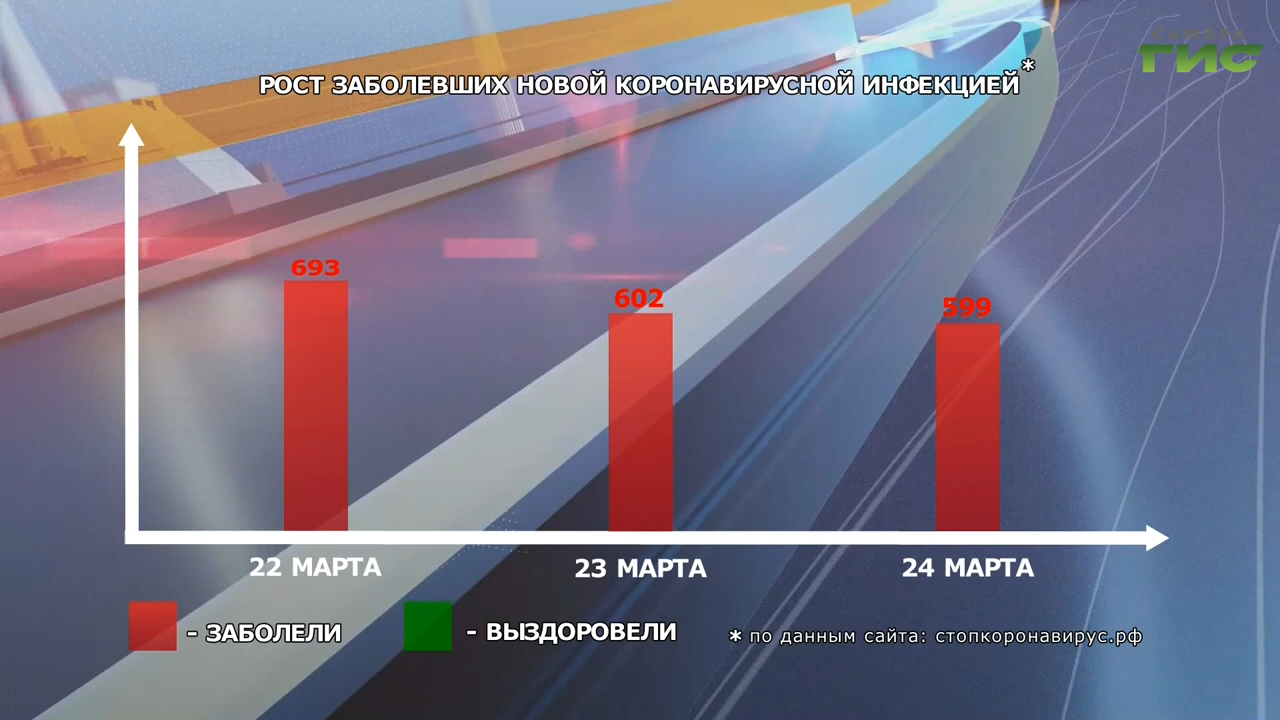 САМАРА
ГИС
РОСТ ЗАБОЛЕВШИХ НОВОЙ КОРОНАВИРУСНОЙ ИНФЕКЦИЕЙ*
693
602
599
22 МАРТА
23 МАРТА
24 МАРТА
- ЗАБОЛЕЛИ
- ВЫЗДОРОВЕЛИ
* по данным сайта: стопкоронавирус.рф